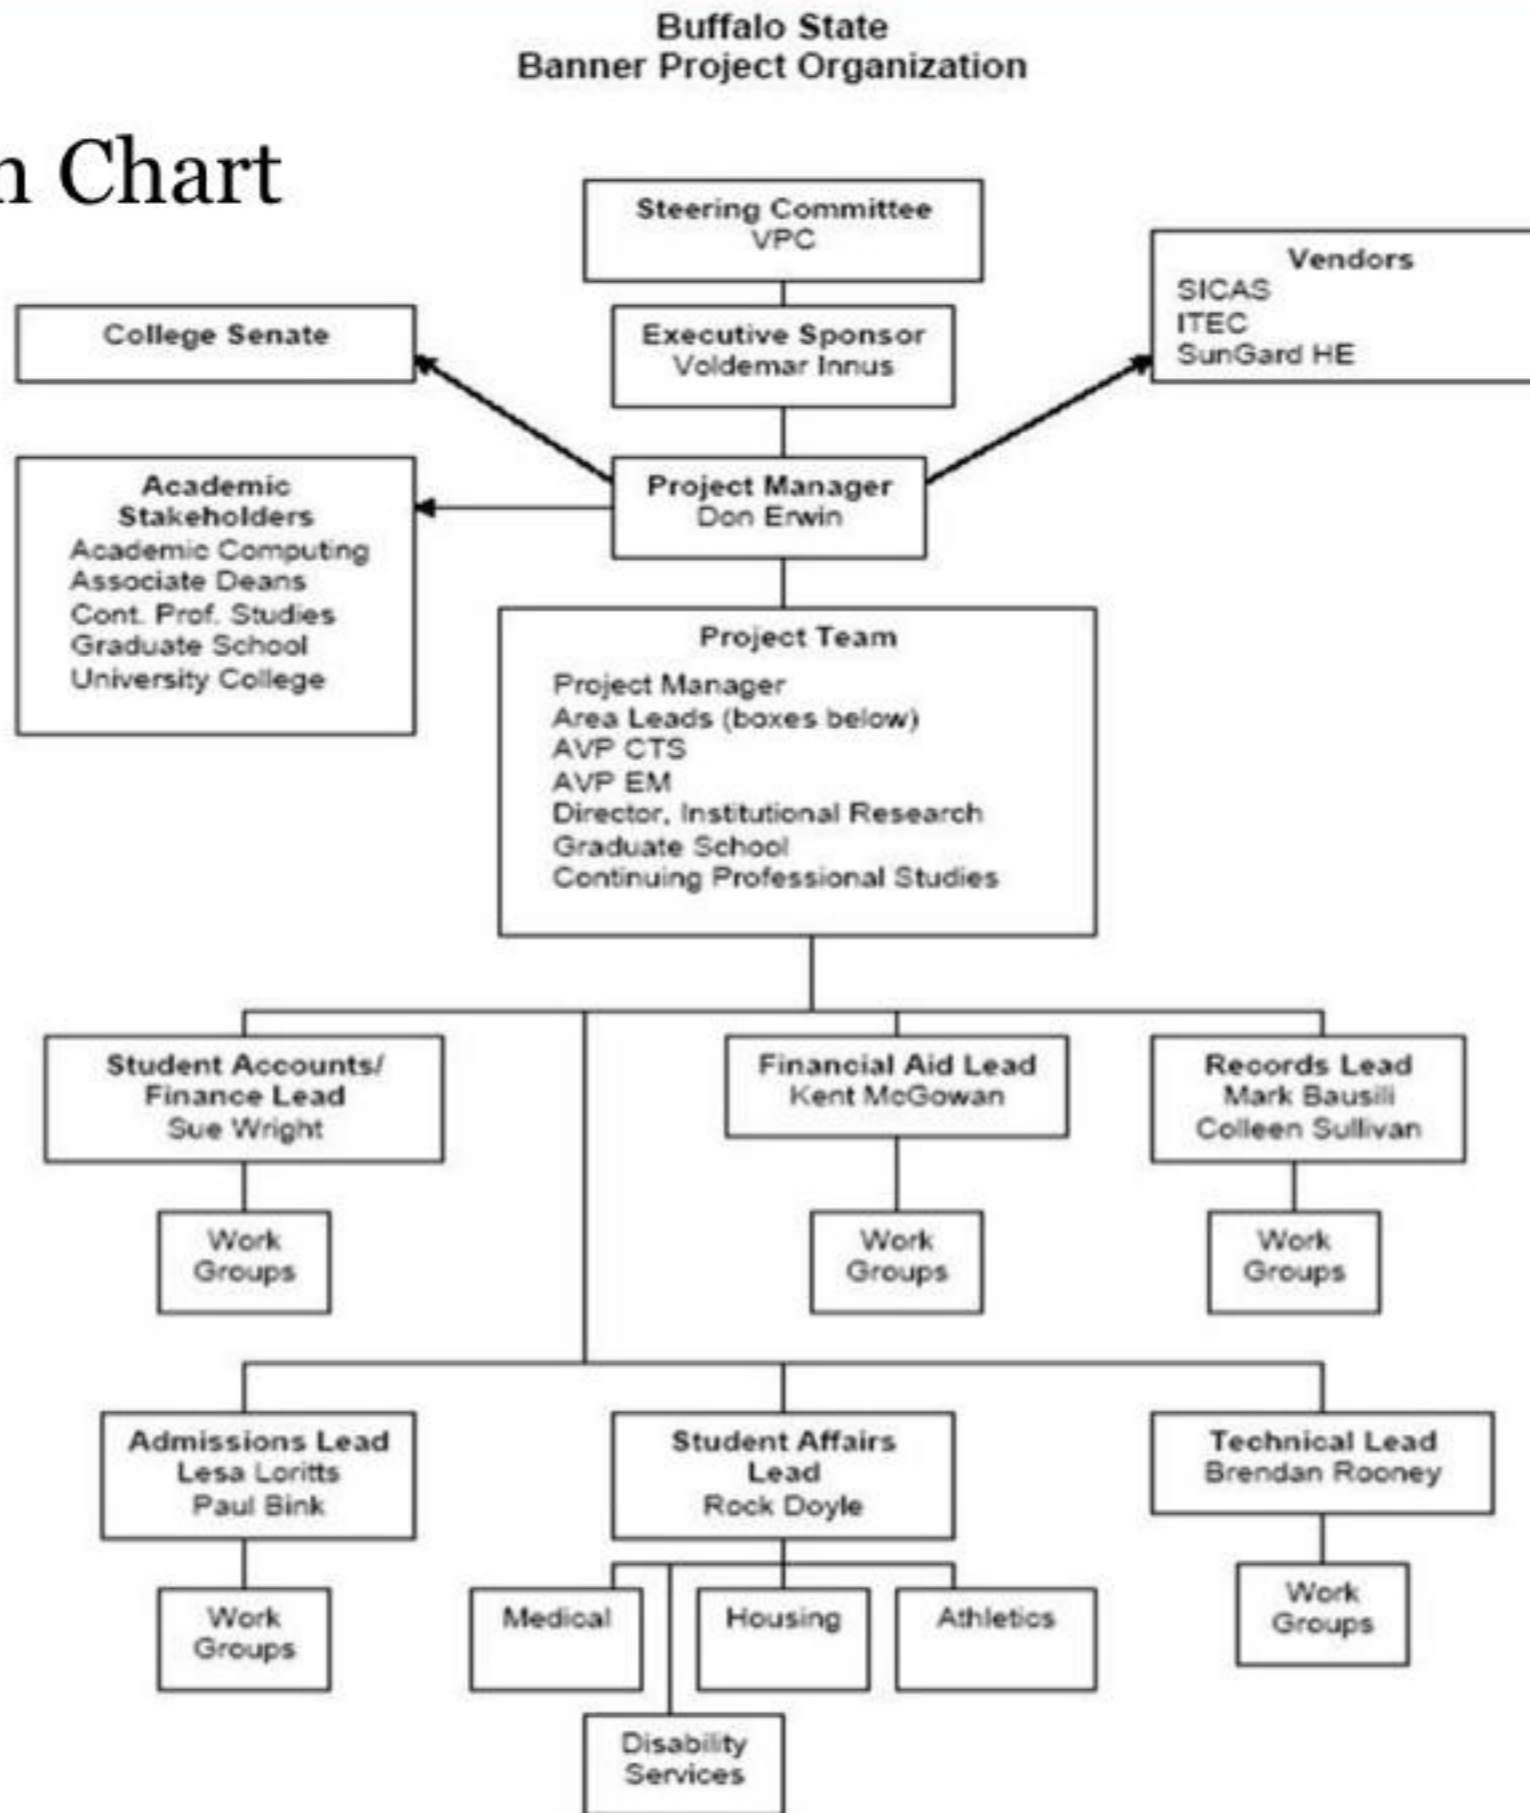 Buffalo State
Banner Project Organization
n Chart
Steering Committee
VPC
Vendors
SICAS
ITEC
SunGard HE
College Senate
Executive Sponsor
Voldemar Innus
Academic
Stakeholders
Academic Computing
Associate Deans
Cont. Prof. Studies
Graduate School
University College
Project Manager
Don Erwin
Project Team
Project Manager
Area Leads (boxes below)
AVP CTS
AVP EM
Director, Institutional Research
Graduate School
Continuing Professional Studies
Student Accounts/
Finance Lead
Sue Wright
Financial Aid Lead
Kent McGowan
Records Lead
Mark Bausili
Colleen Sullivan
Work
Groups
Work
Groups
Work
Groups
Admissions Lead
Lesa Loritts
Paul Bink
Student Affairs
Lead
Rock Doyle
Technical Lead
Brendan Rooney
Work
Groups
Medical
Housing
Athletics
Work
Groups
Disability
Services